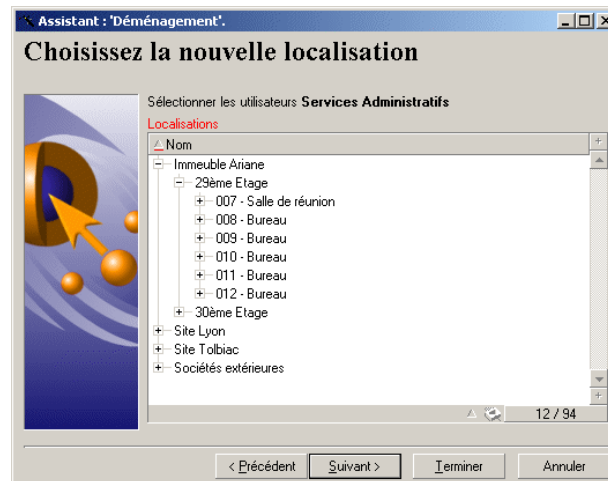 Assistant : 'Déménagement'.
Choisissez la nouvelle localisation
Sélectionner les utilisateurs Services Administratifs
Localisations
Nom
Immeuble Ariane
29ème Etage
007 - Salle de réunion
008 - Bureau
009 - Bureau
010 - Bureau
011 - Bureau
012 - Bureau
30ème Etage
Site Lyon
Site Tolbiac
Sociétés extérieures
12 / 94
< Précédent Suivant > Terminer Annuler